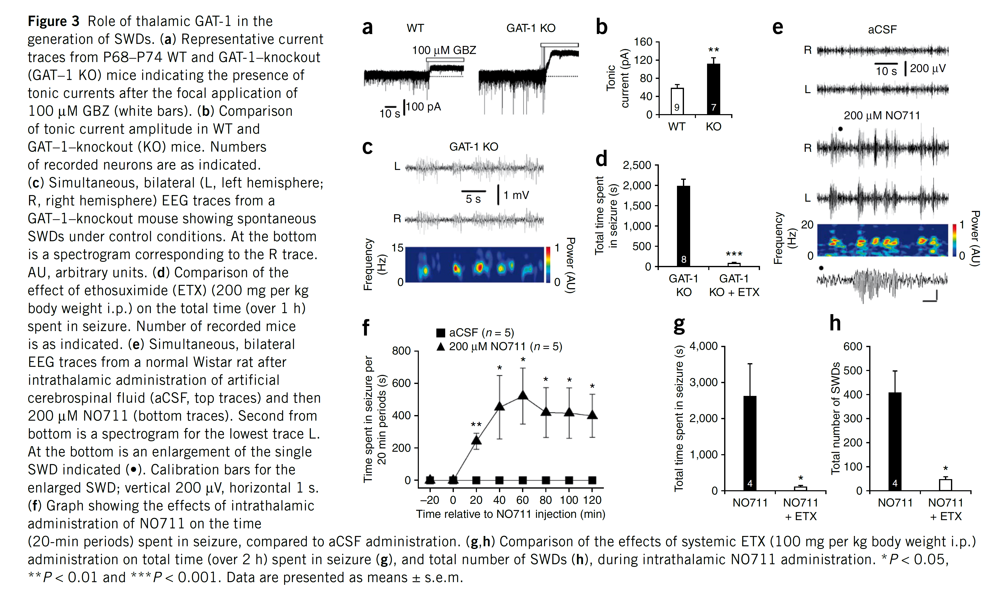 Figure 3 Role of thalamic GAT-1 in the
generation of SWDs. (a) Representative current
traces from P68–P74 WT and GAT-1–knockout
(GAT–1 KO) mice indicating the presence of
tonic currents after the focal application of
100 μM GBZ (white bars). (b) Comparison
of tonic current amplitude in WT and
GAT–1–knockout (KO) mice. Numbers
of recorded neurons are as indicated.
(c) Simultaneous, bilateral (L, left hemisphere;
R, right hemisphere) EEG traces from a
GAT–1–knockout mouse showing spontaneous
SWDs under control conditions. At the bottom
is a spectrogram corresponding to the R trace.
AU, arbitrary units. (d) Comparison of the
effect of ethosuximide (ETX) (200 mg per kg
body weight i.p.) on the total time (over 1 h)
spent in seizure. Number of recorded mice
is as indicated. (e) Simultaneous, bilateral
EEG traces from a normal Wistar rat after
intrathalamic administration of artificial
cerebrospinal fluid (aCSF, top traces) and then
200 μM NO711 (bottom traces). Second from
bottom is a spectrogram for the lowest trace L.
At the bottom is an enlargement of the single
SWD indicated (•). Calibration bars for the
enlarged SWD; vertical 200 μV, horizontal 1 s.
(f) Graph showing the effects of intrathalamic
administration of NO711 on the time
(20-min periods) spent in seizure, compared to aCSF administration. (g,h) Comparison of the effects of systemic ETX (100 mg per kg body weight i.p.)
administration on total time (over 2 h) spent in seizure (g), and total number of SWDs (h), during intrathalamic NO711 administration. *P < 0.05,
**P < 0.01 and ***P < 0.001. Data are presented as means ± s.e.m.
a
WT
GAT-1 KO
100 μM GBZ
10 s
100 pA
b
Tonic
current (pA)
160
120
80
40
0
**
9
7
WT
KO
c
GAT-1 KO
L
5 s
1 mV
R
Frequency
(Hz)
15
0
1
0
Power (AU)
d
Total time spent
in seizure (s)
2,500
2,000
1,500
1,000
500
0
8
***
GAT-1
KO
GAT-1
KO + ETX
e
aCSF
R
10 s
200 μV
L
200 μM NO711
•
R
L
Frequency
(Hz)
20
0
1
0
Power (AU)
•
f
aCSF (n = 5)
200 μM NO711 (n = 5)
Time spent in seizure per
20 min periods (s)
800
600
400
200
0
**
*
*
*
*
*
–20 0 20 40 60 80 100 120
Time relative to NO711 injection (min)
g
Total time spent in seizure (s)
4,000
3,000
2,000
1,000
0
4
*
NO711
NO711
+ ETX
h
Total number of SWDs
600
500
400
300
200
100
0
4
*
NO711
NO711
+ ETX